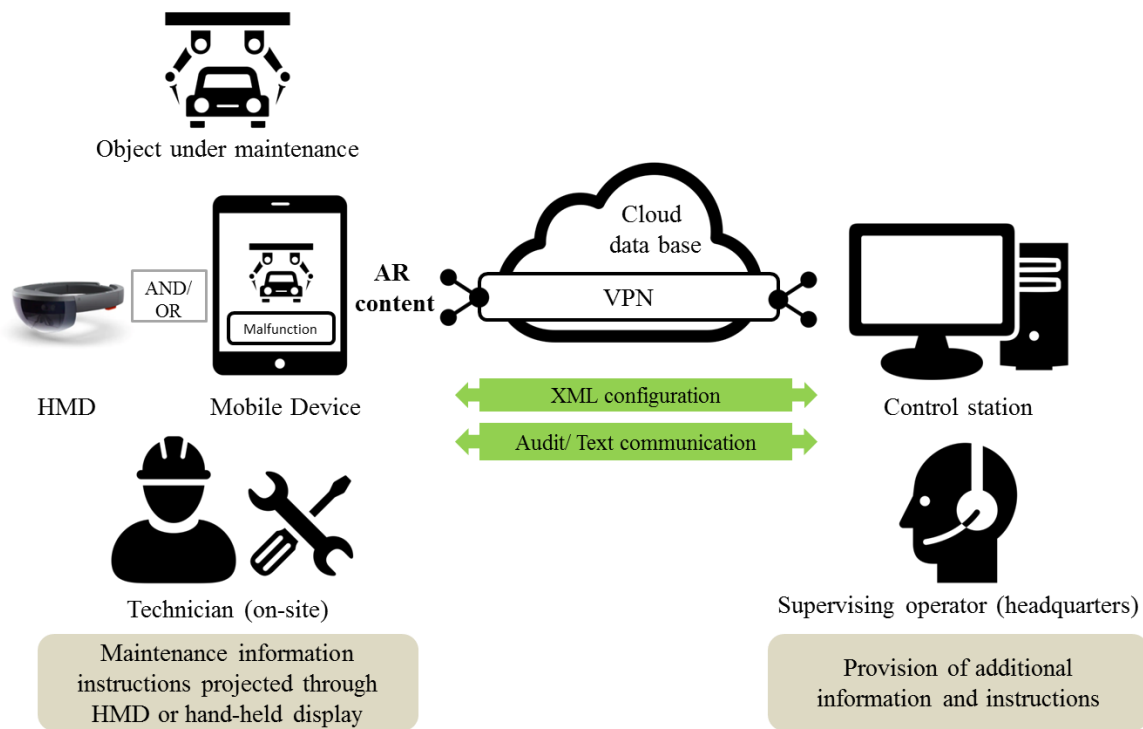 Object under maintenance
Cloud
data base
AND/
OR
AR
content
VPN
Malfunction
XML configuration
HMD
Mobile Device
Control station
Audit/ Text communication
Technician (on-site)
Supervising operator (headquarters)
Maintenance information
instructions projected through
HMD or hand-held display
Provision of additional
information and instructions